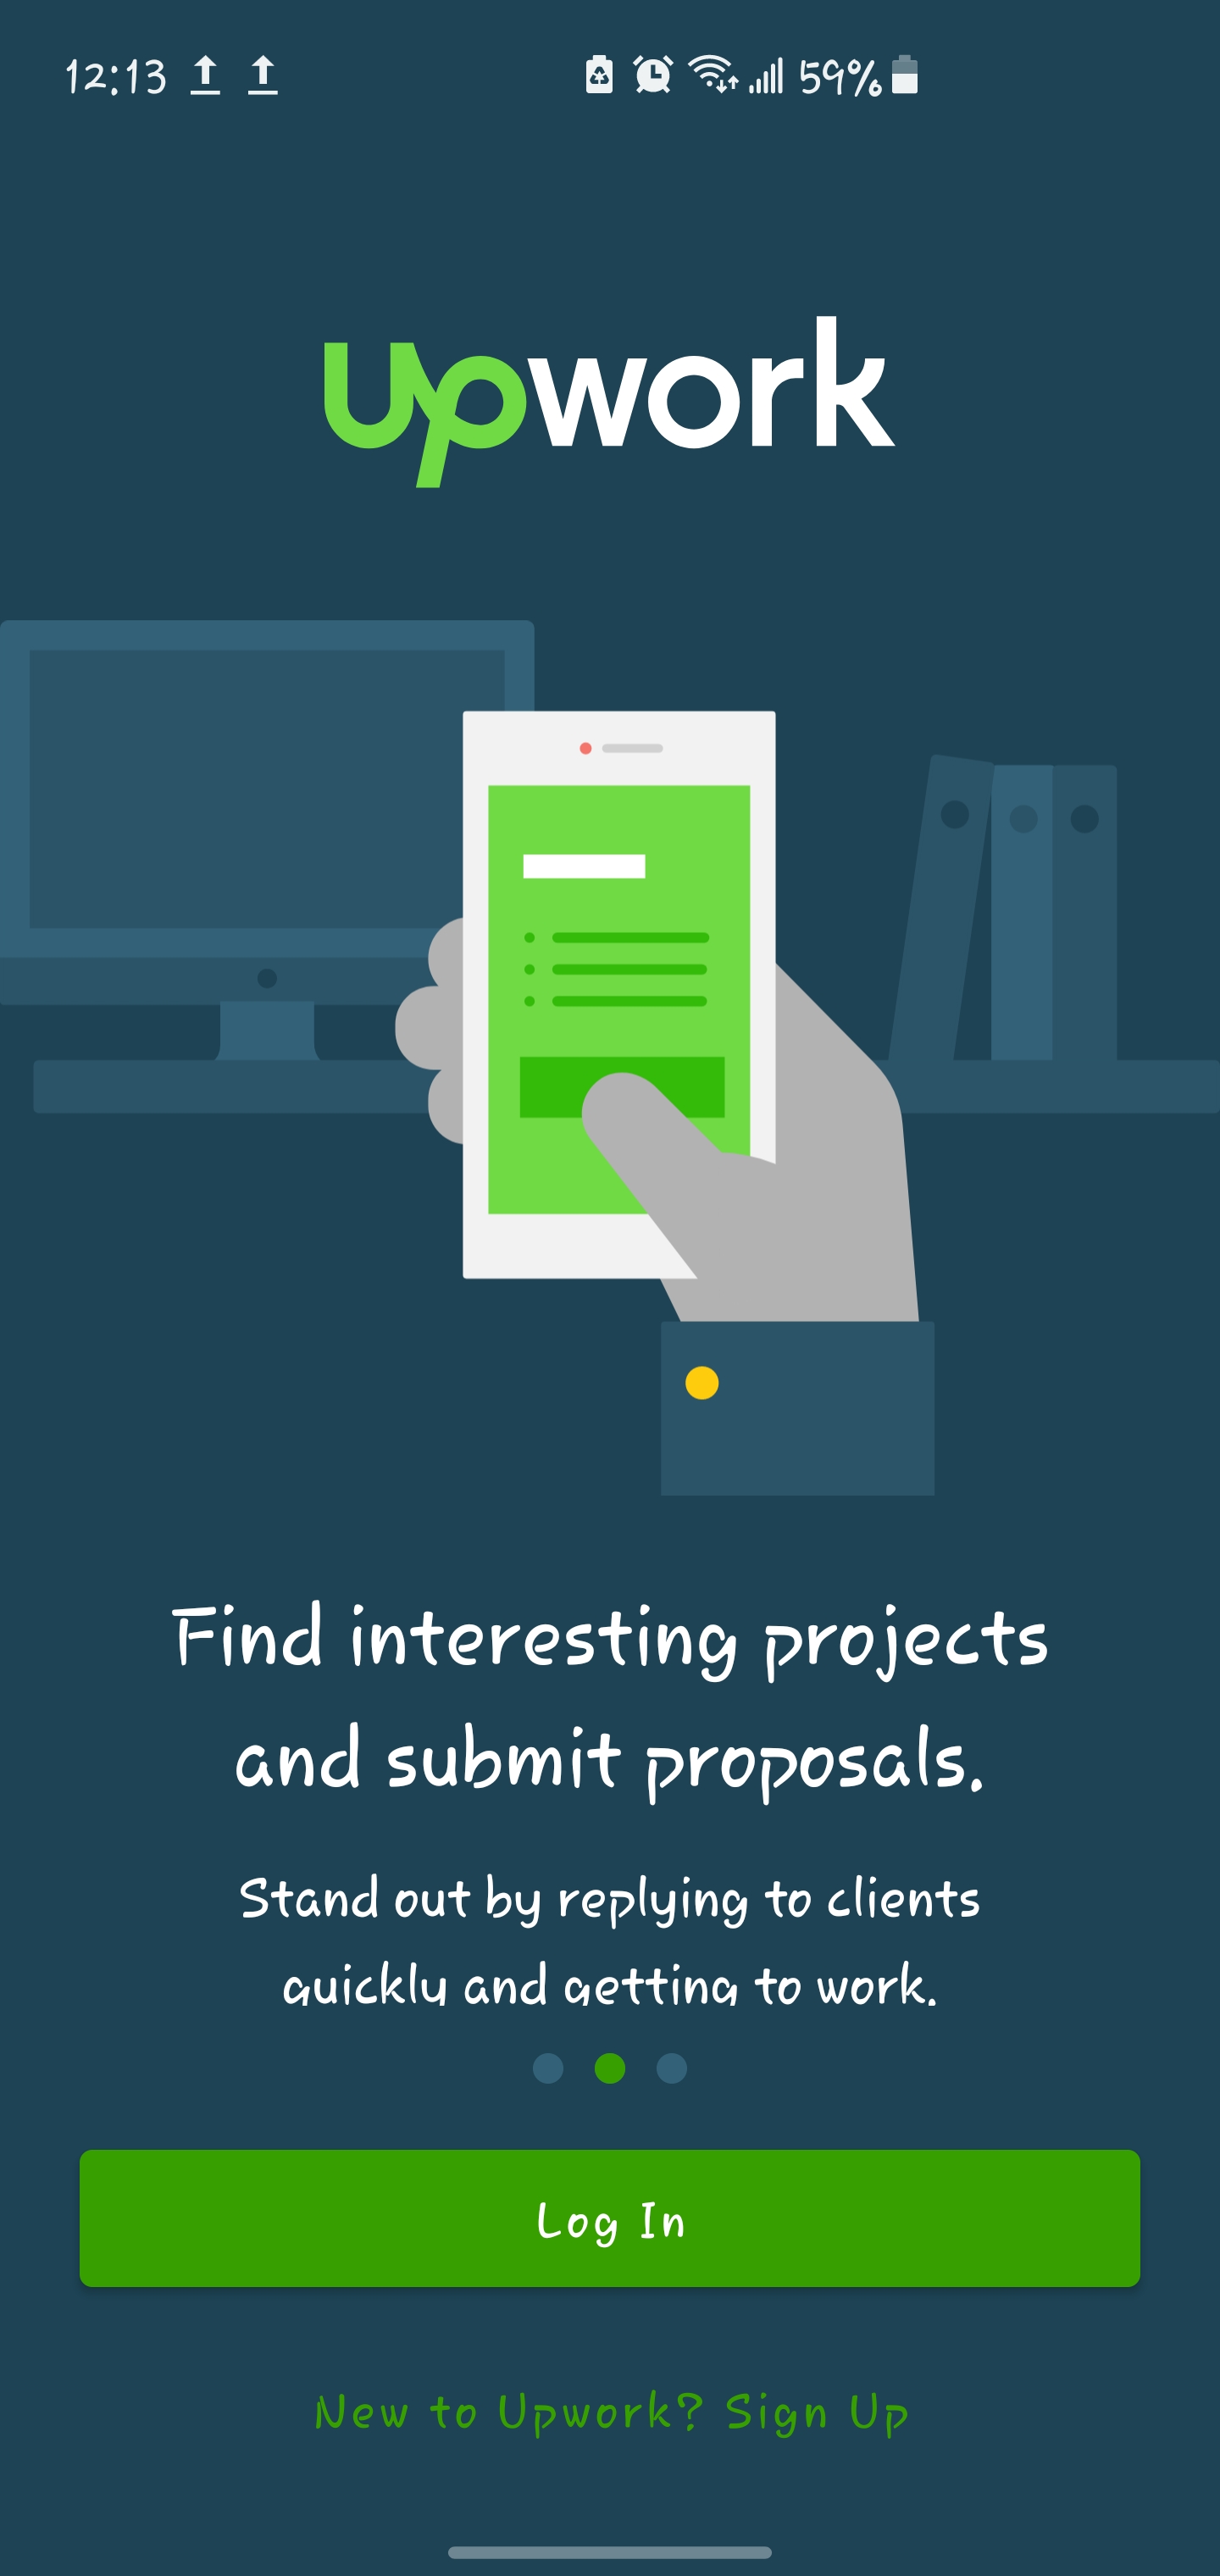 12:13
59%
upwork
Find interesting projects
and submit proposals.
Stand out by replying to clients
quickly and getting to work.
Log In
New to Upwork? Sign Up